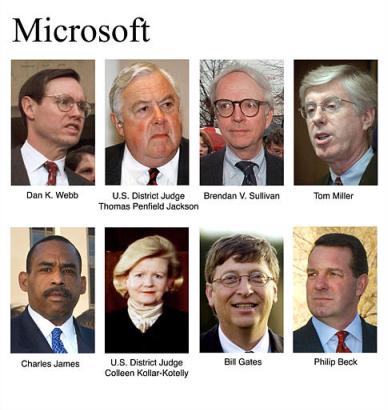 Microsoft
Dan K. Webb
U.S. District Judge
Thomas Penfield Jackson
Brendan V. Sullivan
Tom Miller
Charles James
U.S. District Judge
Colleen Kollar-Kotelly
Bill Gates
Philip Beck